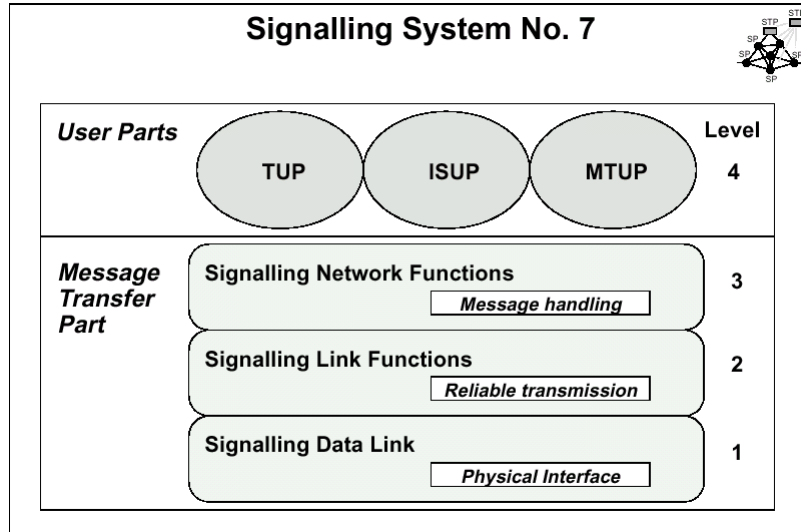 Signalling System No. 7
STP
STP
SP
SP
SP
SP
User Parts
Level
TUP
ISUP
MTUP
4
Message
Transfer
Part
Signalling Network Functions
Message handling
3
Signalling Link Functions
Reliable transmission
2
Signalling Data Link
Physical Interface
1